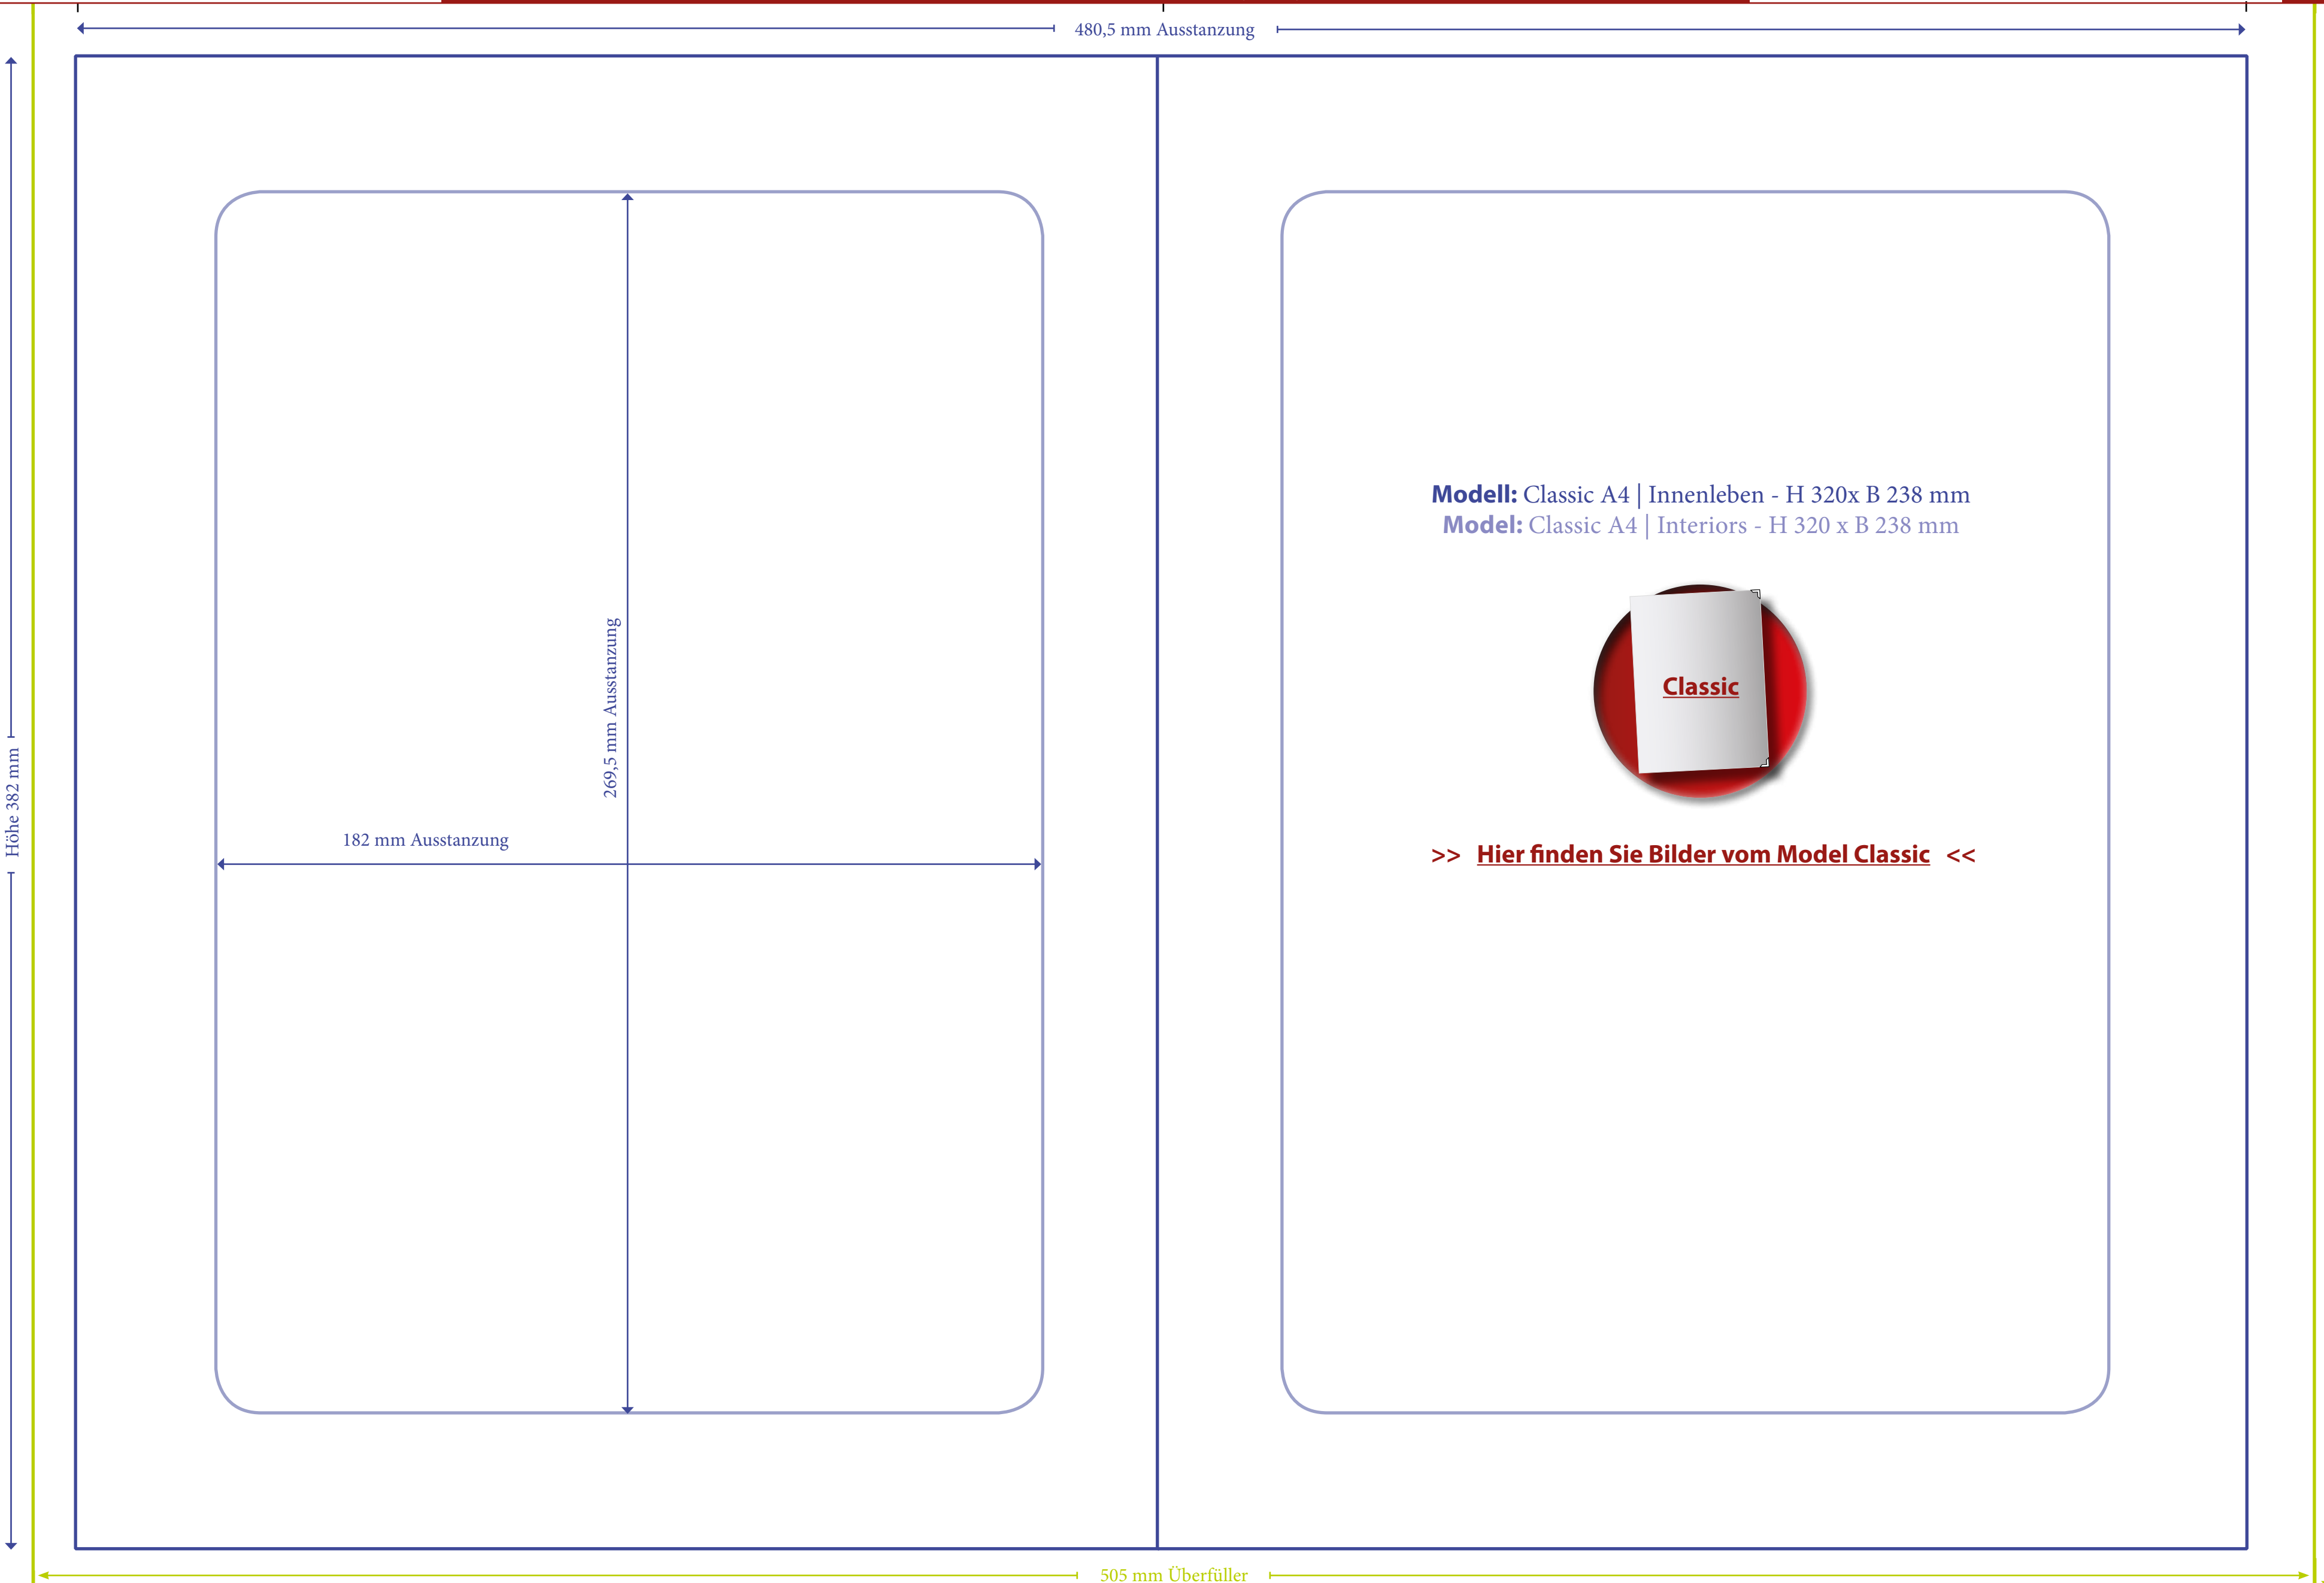 480,5 mm Ausstanzung
Höhe 382 mm
269,5 mm Ausstanzung
182 mm Ausstanzung
Modell: Classic A4 | Innenleben - H 320x B 238 mm
Model: Classic A4 | Interiors - H 320 x B 238 mm
Classic
>> Hier finden Sie Bilder vom Model Classic <<
505 mm Überfüller